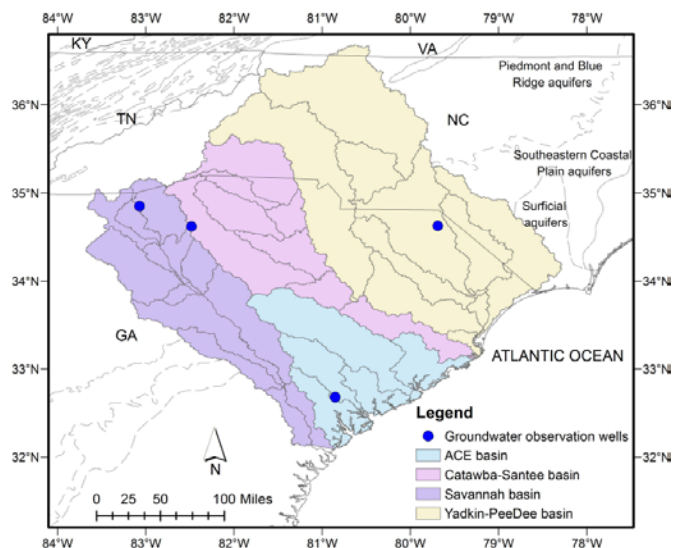 84°W 83°W 82°W 81°W 80°W 79°W 78°W
KY
VA
Piedmont and Blue
Ridge aquifers
36°N
36°N
TN
NC
Southeastern Coastal
Plain aquifers
35°N
35°N
Surficial
aquifers
34°N
34°N
GA
33°N
33°N
ATLANTIC OCEAN
Legend
Groundwater observation wells
ACE basin
Catawba-Santee basin
Savannah basin
Yadkin-PeeDee basin
32°N
32°N
N
0 25 50 75 100 Miles
84°W 83°W 82°W 81°W 80°W 79°W 78°W